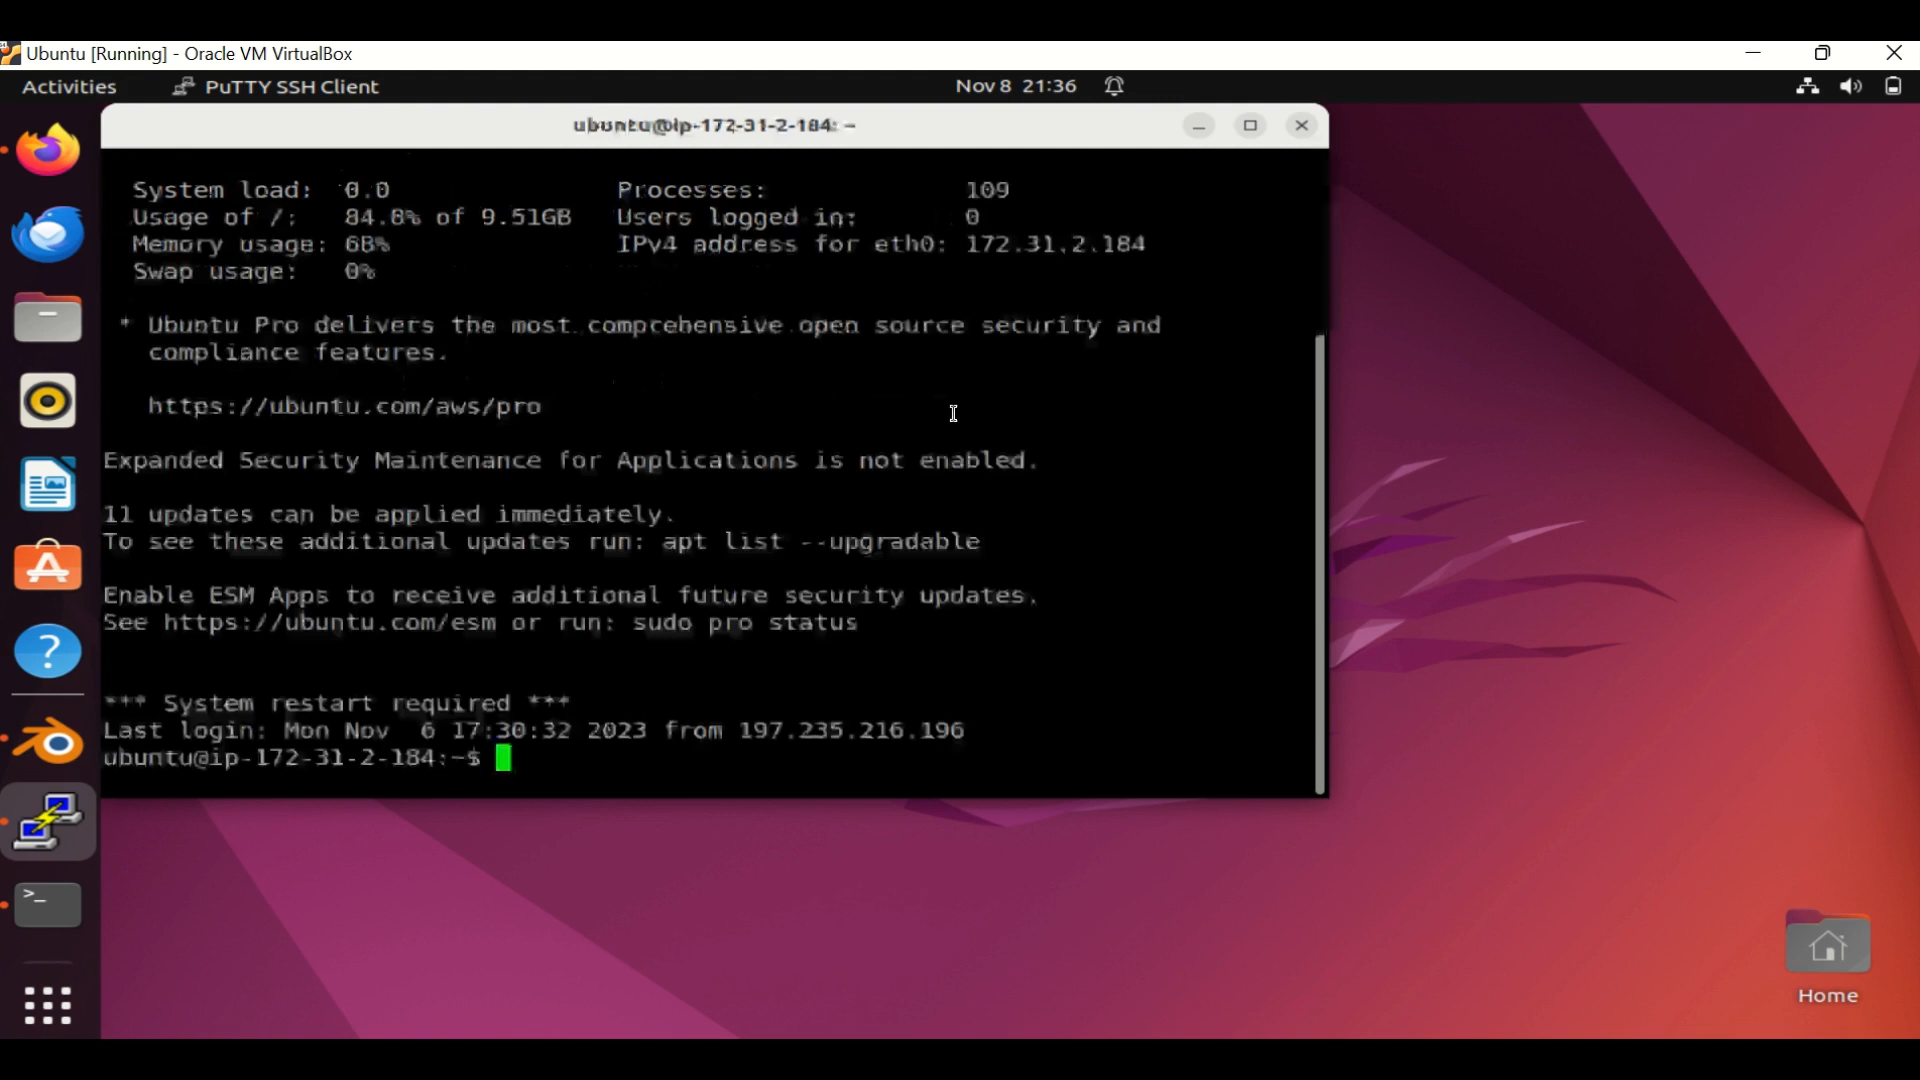 Ubuntu [Running] - Oracle VM VirtualBox
Activities PuTTY SSH Client Nov 8 21:36
ubuntu@ip-172-31-2-184: ~
System load: 0.0 Processes: 109
Usage of /: 84.8% of 9.51GB Users logged in: 0
Memory usage: 68% IPv4 address for eth0: 172.31.2.184
Swap usage: 0%
* Ubuntu Pro delivers the most comprehensive open source security and
compliance features.
https://ubuntu.com/aws/pro
Expanded Security Maintenance for Applications is not enabled.
11 updates can be applied immediately.
To see these additional updates run: apt list --upgradable
Enable ESM Apps to receive additional future security updates.
See https://ubuntu.com/esm or run: sudo pro status
*** System restart required ***
Last login: Mon Nov 6 17:30:32 2023 from 197.235.216.196
ubuntu@ip-172-31-2-184:~$
Home